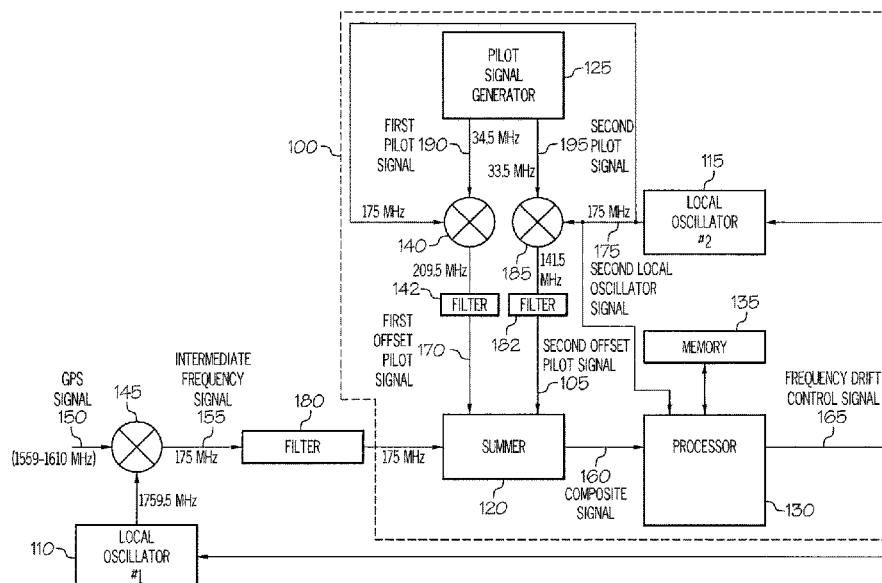 PILOT
SIGNAL
GENERATOR
125
100
FIRST
PILOT
SIGNAL
190
34.5 MHz
195
SECOND
PILOT
SIGNAL
33.5 MHz
115
LOCAL
OSCILLATOR
#2
175 MHz
140
185
175 MHz
175
209.5 MHz
141.5
MHz
SECOND LOCAL
OSCILLATOR
SIGNAL
142
FILTER
FILTER
182
135
MEMORY
FIRST
OFFSET
PILOT
SIGNAL
170
SECOND OFFSET
PILOT SIGNAL
105
GPS
SIGNAL
150
(1559-1610 MHz)
145
INTERMEDIATE
FREQUENCY
SIGNAL
155
175 MHz
180
FILTER
175 MHz
SUMMER
120
160
COMPOSITE
SIGNAL
PROCESSOR
130
FREQUENCY DRIFT
CONTROL SIGNAL
165
1759.5 MHz
110
LOCAL
OSCILLATOR
#1